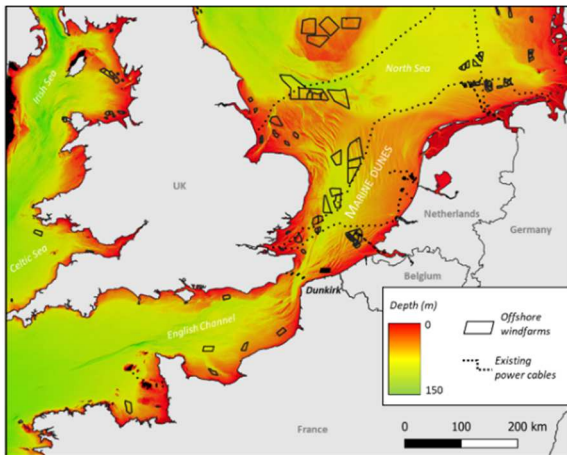 North Sea
Irish Sea
UK
MARINE DUNES
Netherlands
Germany
Celtic Sea
Belgium
Dunkirk
English Channel
France
Depth (m)
0
150
Offshore
windfarms
Existing
power cables
0 100 200 km